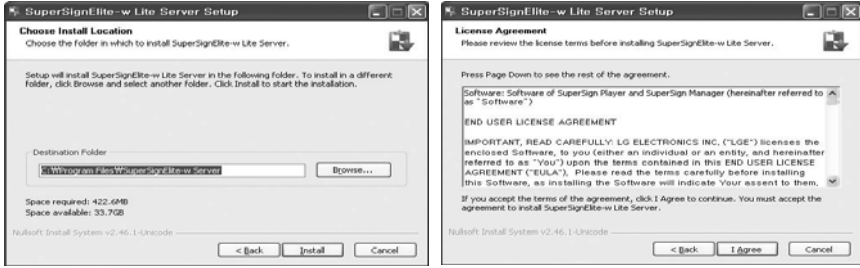 SuperSignElite-w Lite Server Setup
Choose Install Location
Choose the folder in which to install SuperSignElite-w Lite Server.
Setup will install SuperSignElite-w Lite Server in the following folder. To install in a different
folder, click Browse and select another folder. Click Install to start the installation.
Destination Folder
C:₩Program Files₩SuperSignElite-w Server
Browse...
Space required: 422.6MB
Space available: 33.7GB
Nullsoft Install System v2.46.1-Unicode
< Back
Install
Cancel
SuperSignElite-w Lite Server Setup
License Agreement
Please review the license terms before installing SuperSignElite-w Lite Server.
Press Page Down to see the rest of the agreement.
Software: Software of SuperSign Player and SuperSign Manager (hereinafter referred to
as "Software")
END USER LICENSE AGREEMENT
IMPORTANT, READ CAREFULLY: LG ELECTRONICS INC, ("LGE") licenses the
enclosed Software, to you (either an individual or an entity, and hereinafter
referred to as "You") upon the terms contained in this END USER LICENSE
AGREEMENT ("EULA"), Please read the terms carefully before installing
this Software, as installing the Software will indicate Your assent to them,
If you accept the terms of the agreement, click I Agree to continue. You must accept the
agreement to install SuperSignElite-w Lite Server.
Nullsoft Install System v2.46.1-Unicode
< Back
I Agree
Cancel